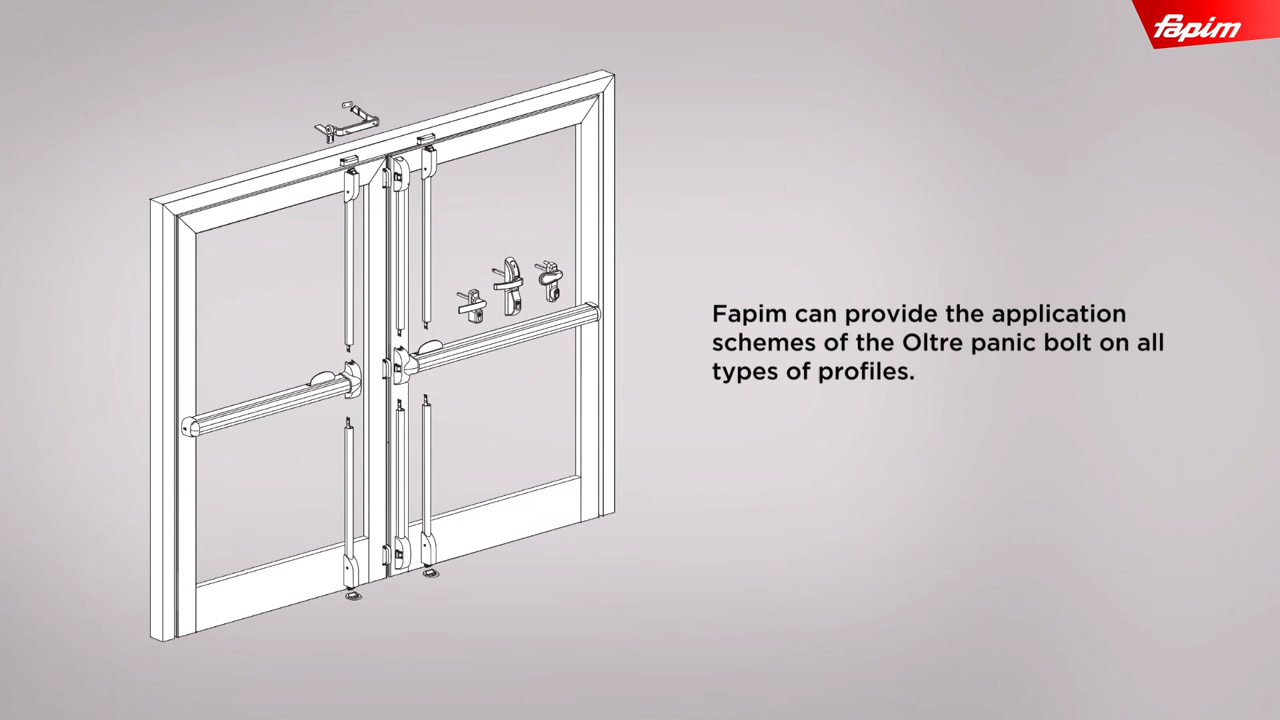 fapim
Fapim can provide the application
schemes of the Oltre panic bolt on all
types of profiles.